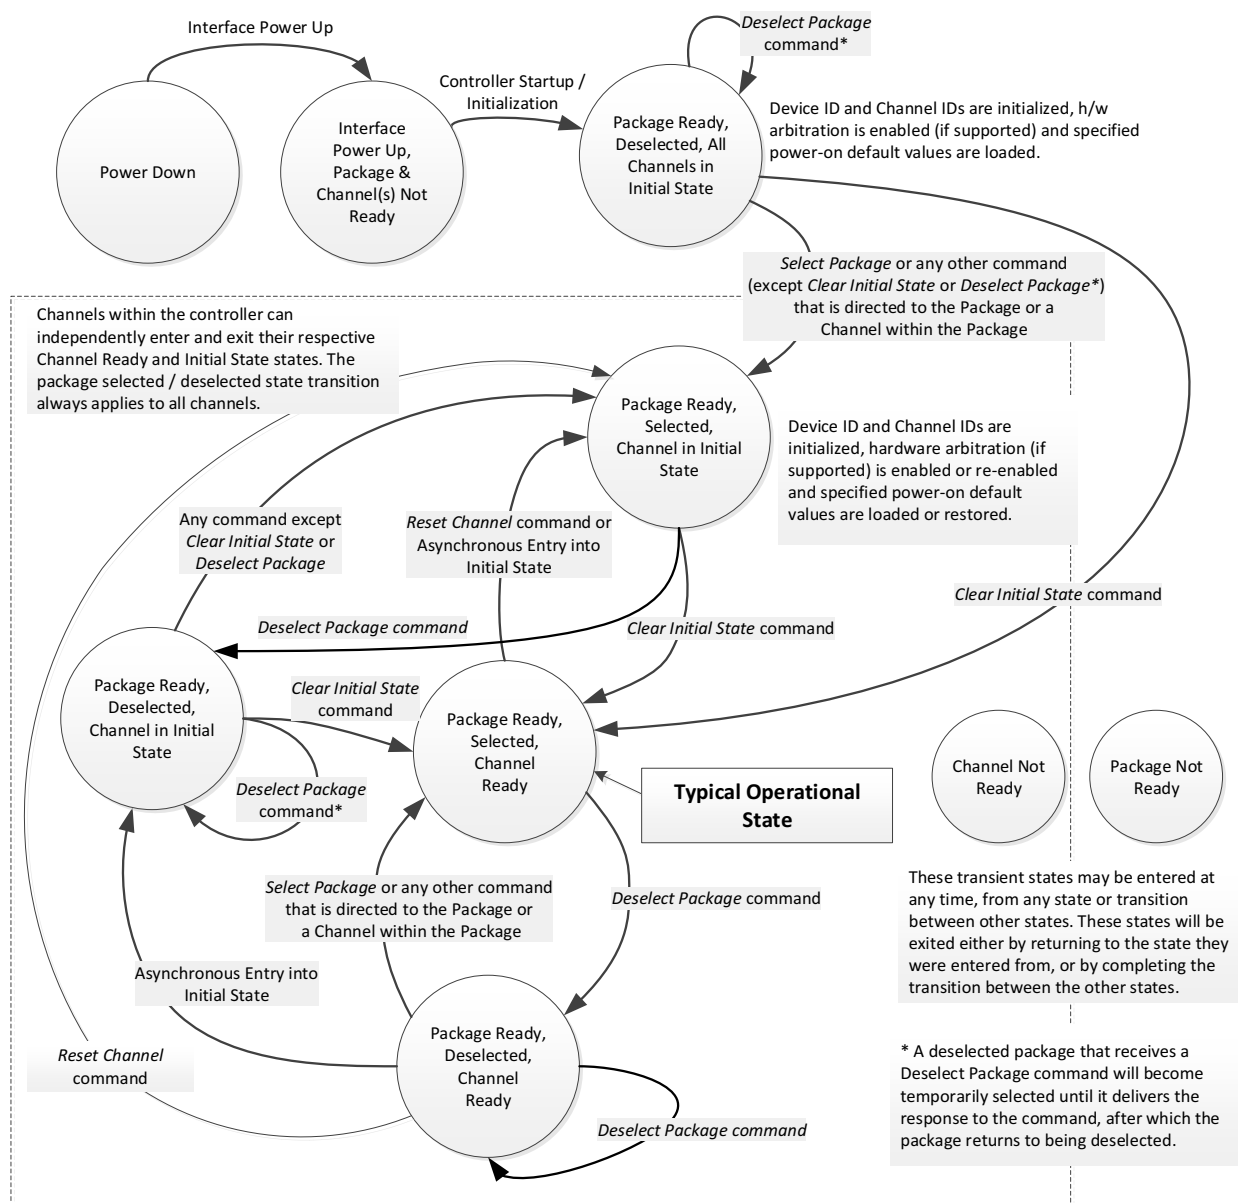 Interface Power Up
Deselect Package
command*
Controller Startup /
Initialization
Power Down
Interface
Power Up,
Package &
Channel(s) Not
Ready
Package Ready,
Deselected, All
Channels in
Initial State
Device ID and Channel IDs are initialized, h/w
arbitration is enabled (if supported) and specified
power-on default values are loaded.
Select Package or any other command
(except Clear Initial State or Deselect Package*)
that is directed to the Package or a
Channel within the Package
Channels within the controller can
independently enter and exit their respective
Channel Ready and Initial State states. The
package selected / deselected state transition
always applies to all channels.
Package Ready,
Selected,
Channel in Initial
State
Device ID and Channel IDs are
initialized, hardware arbitration (if
supported) is enabled or re-enabled
and specified power-on default
values are loaded or restored.
Any command except
Clear Initial State or
Deselect Package
Reset Channel command or
Asynchronous Entry into
Initial State
Clear Initial State command
Deselect Package command
Clear Initial State command
Package Ready,
Deselected,
Channel in Initial
State
Clear Initial State
command
Package Ready,
Selected,
Channel
Ready
Channel Not
Ready
Package Not
Ready
Deselect Package
command*
Typical Operational
State
Select Package or any other command
that is directed to the Package or
a Channel within the Package
Deselect Package command
These transient states may be entered at
any time, from any state or transition
between other states. These states will be
exited either by returning to the state they
were entered from, or by completing the
transition between the other states.
Asynchronous Entry into
Initial State
Reset Channel
command
Package Ready,
Deselected,
Channel
Ready
Deselect Package command
* A deselected package that receives a
Deselect Package command will become
temporarily selected until it delivers the
response to the command, after which the
package returns to being deselected.